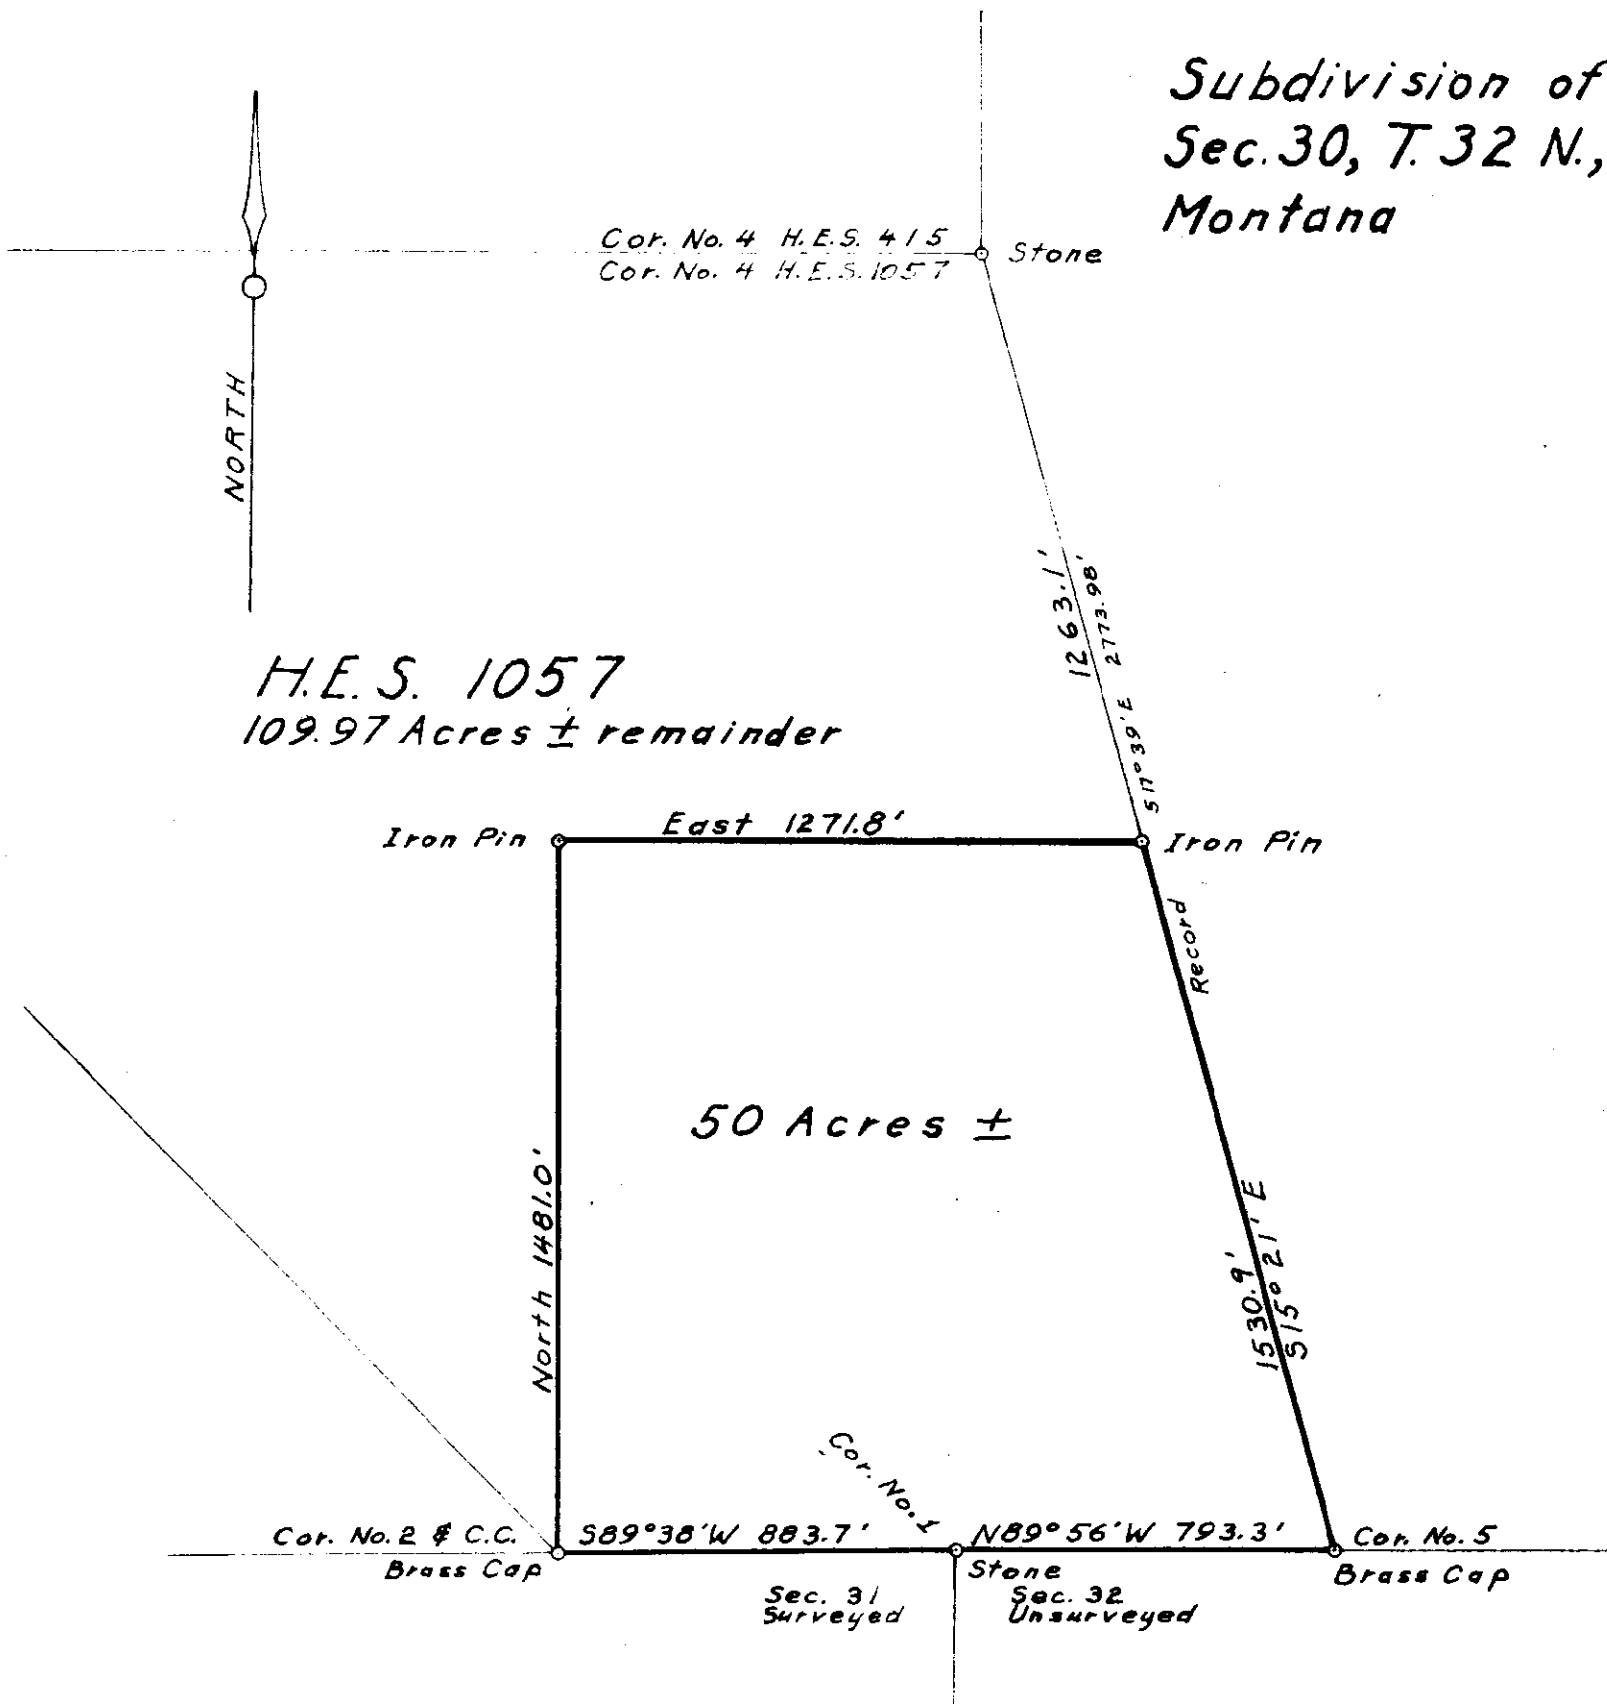 Subdivision of
Sec. 30, T. 32 N.,
Montana
Cor. No. 4 H.E.S. 415
Cor. No. 4 H.E.S. 1057
Stone
NORTH
1263.1'
S17°39'E 2773.98'
Record
H.E.S. 1057
109.97 Acres ± remainder
East 1271.8'
Iron Pin
Iron Pin
50 Acres ±
North 1481.0'
1530.9'
S15°21'E
Cor. No. 1
Cor. No. 2 & C.C.
Brass Cap
S89°38'W 883.7'
N89°56'W 793.3'
Cor. No. 5
Brass Cap
Stone
Sec. 31
Surveyed
Sec. 32
Unsurveyed